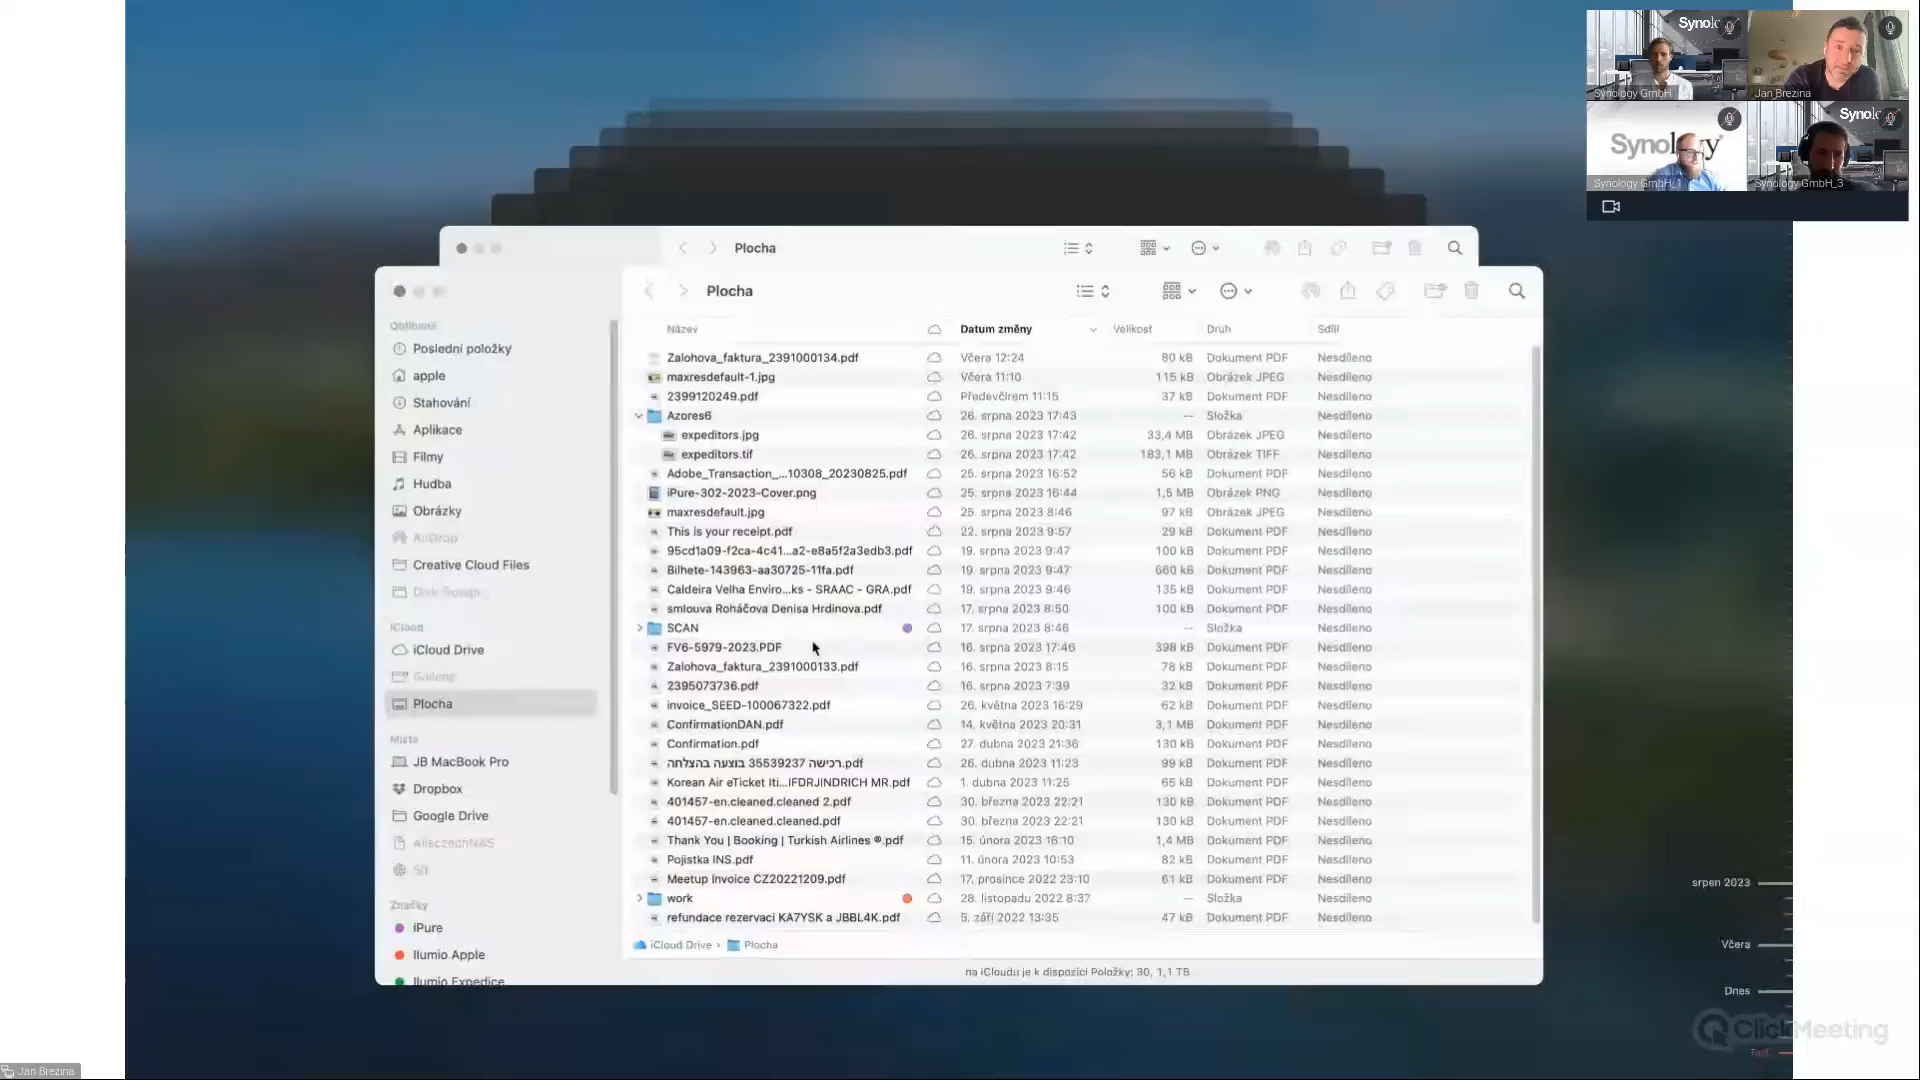 Synology GmbH
Jan Brezina
Synology
Synology GmbH_1
Synology GmbH_3
Plocha
Plocha
Oblíbené
Poslední položky
apple
Stahování
Aplikace
Filmy
Hudba
Obrázky
AirDrop
Creative Cloud Files
Disk Google
iCloud
iCloud Drive
Sdílené
Plocha
Místa
JB MacBook Pro
Dropbox
Google Drive
Síť
Značky
iPure
Ilumio Apple
Ilumio Expedice
Název Datum změny Velikost Druh Sdílí
Zalohova_faktura_2391000134.pdf Včera 12:24 80 kB Dokument PDF Nesdíleno
maxresdefault-1.jpg Včera 11:10 115 kB Obrázek JPEG Nesdíleno
2399120249.pdf Předevčírem 11:15 37 kB Dokument PDF Nesdíleno
Azores6 26. srpna 2023 17:43 -- Složka Nesdíleno
expeditors.jpg 26. srpna 2023 17:42 33,4 MB Obrázek JPEG Nesdíleno
expeditors.tif 26. srpna 2023 17:42 183,1 MB Obrázek TIFF Nesdíleno
Adobe_Transaction_...10308_20230825.pdf 25. srpna 2023 16:52 56 kB Dokument PDF Nesdíleno
iPure-302-2023-Cover.png 25. srpna 2023 16:44 1,5 MB Obrázek PNG Nesdíleno
maxresdefault.jpg 25. srpna 2023 8:46 97 kB Obrázek JPEG Nesdíleno
This is your receipt.pdf 22. srpna 2023 9:57 29 kB Dokument PDF Nesdíleno
95cd1a09-f2ca-4c41...a2-e8a5f2a3edb3.pdf 19. srpna 2023 9:47 100 kB Dokument PDF Nesdíleno
Bilhete-143963-aa30725-11fa.pdf 19. srpna 2023 9:47 660 kB Dokument PDF Nesdíleno
Caldeira Velha Enviro...ks - SRAAC - GRA.pdf 19. srpna 2023 9:46 135 kB Dokument PDF Nesdíleno
smlouva Roháčova Denisa Hrdinova.pdf 17. srpna 2023 8:50 100 kB Dokument PDF Nesdíleno
SCAN 17. srpna 2023 8:46 -- Složka Nesdíleno
FV6-5979-2023.PDF 16. srpna 2023 17:46 398 kB Dokument PDF Nesdíleno
Zalohova_faktura_2391000133.pdf 16. srpna 2023 8:15 78 kB Dokument PDF Nesdíleno
2395073736.pdf 16. srpna 2023 7:39 32 kB Dokument PDF Nesdíleno
invoice_SEED-100067322.pdf 26. května 2023 16:29 62 kB Dokument PDF Nesdíleno
ConfirmationDAN.pdf 14. května 2023 20:31 3,1 MB Dokument PDF Nesdíleno
Confirmation.pdf 27. dubna 2023 21:36 130 kB Dokument PDF Nesdíleno
רכישה 35539237 בוצעה בהצלחה.pdf 26. dubna 2023 11:23 99 kB Dokument PDF Nesdíleno
Korean Air eTicket Iti...IFDRJINDRICH MR.pdf 1. dubna 2023 11:25 65 kB Dokument PDF Nesdíleno
401457-en.cleaned.cleaned 2.pdf 30. března 2023 22:21 130 kB Dokument PDF Nesdíleno
401457-en.cleaned.cleaned.pdf 30. března 2023 22:21 130 kB Dokument PDF Nesdíleno
Thank You | Booking | Turkish Airlines ®.pdf 15. února 2023 16:10 1,4 MB Dokument PDF Nesdíleno
Pojistka INS.pdf 11. února 2023 10:53 82 kB Dokument PDF Nesdíleno
Meetup Invoice CZ20221209.pdf 17. prosince 2022 23:10 61 kB Dokument PDF Nesdíleno
work 28. listopadu 2022 8:37 -- Složka Nesdíleno
refundace rezervaci KA7YSK a JBBL4K.pdf 5. září 2022 13:35 47 kB Dokument PDF Nesdíleno
iCloud Drive › Plocha
na iCloudu je k dispozici Položky: 30, 1,1 TB
srpen 2023
Včera
Dnes
ClickMeeting
Jan Brezina